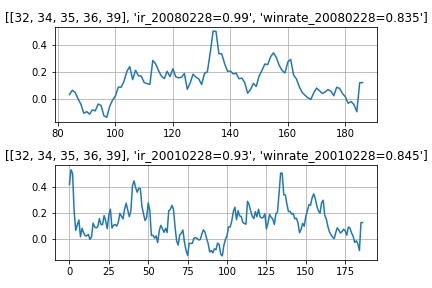 [[32, 34, 35, 36, 39], 'ir_20080228=0.99', 'winrate_20080228=0.835']
0.4
0.2
0.0
80 100 120 140 160 180
[[32, 34, 35, 36, 39], 'ir_20010228=0.93', 'winrate_20010228=0.845']
0.4
0.2
0.0
0 25 50 75 100 125 150 175